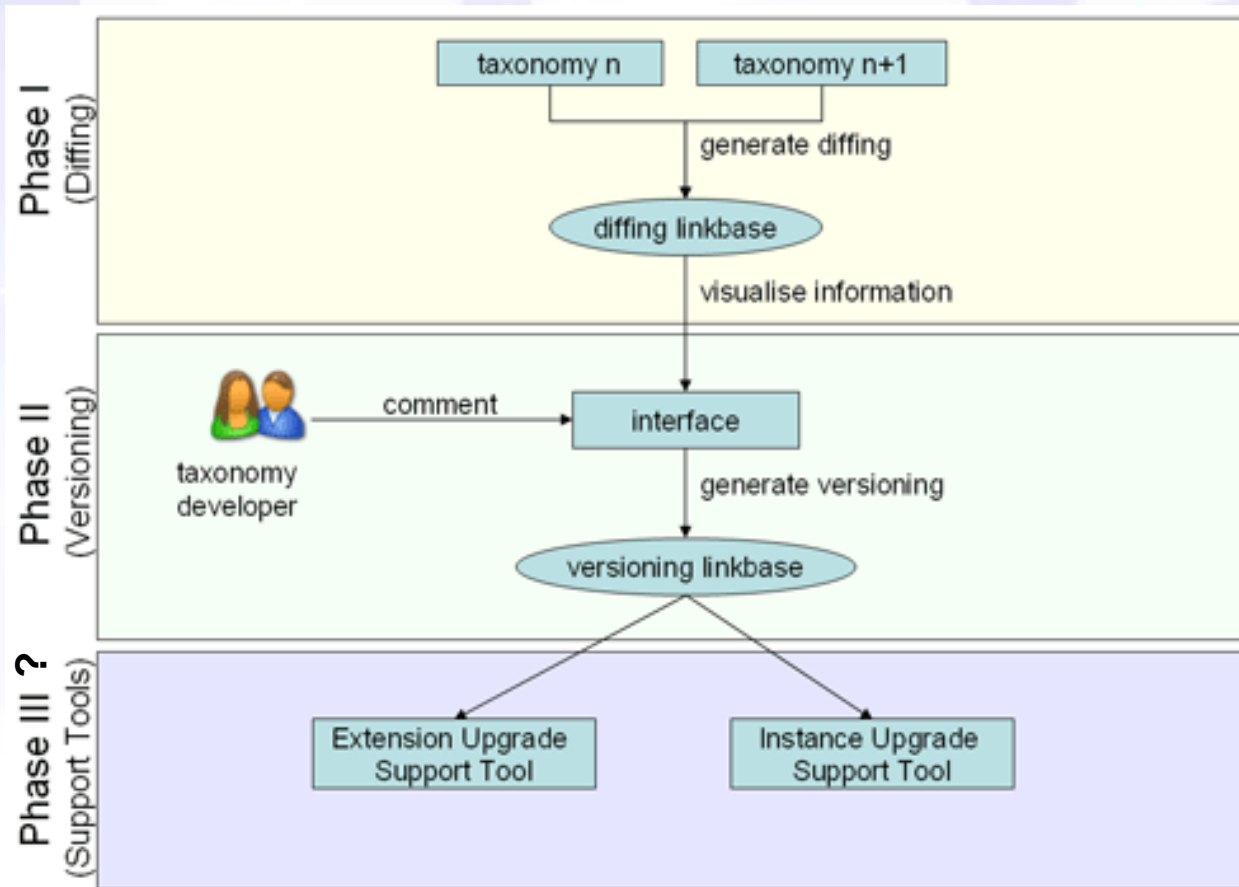 Phase I
(Diffing)
taxonomy n
taxonomy n+1
generate diffing
diffing linkbase
visualise information
Phase II
(Versioning)
comment
interface
taxonomy
developer
generate versioning
versioning linkbase
Phase III ?
(Support Tools)
Extension Upgrade
Support Tool
Instance Upgrade
Support Tool